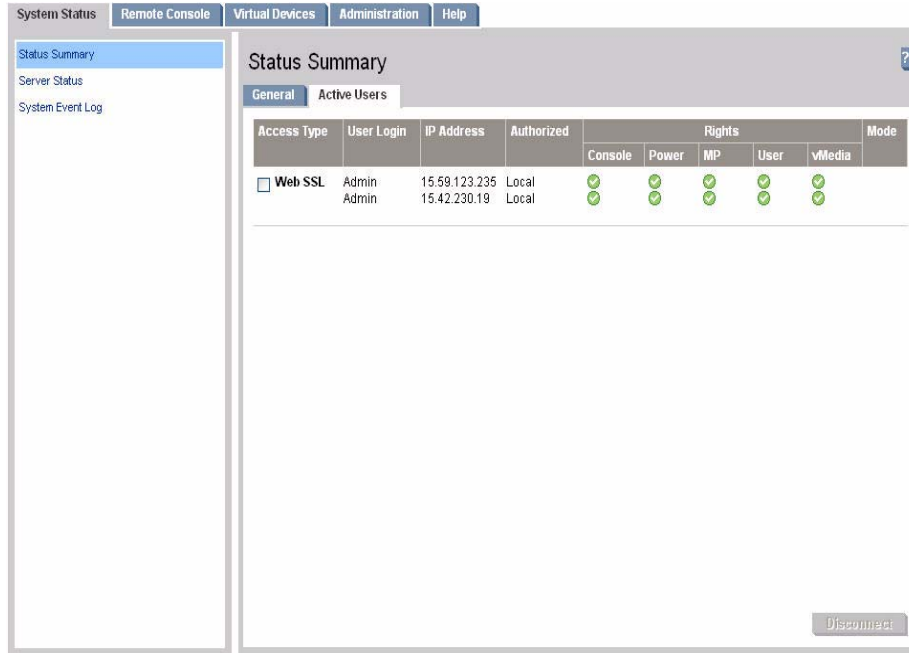 System Status Remote Console Virtual Devices Administration Help
Status Summary
Server Status
System Event Log
Status Summary
?
General Active Users
Access Type User Login IP Address Authorized Rights Mode
Console Power MP User vMedia
Web SSL Admin 15.59.123.235 Local
Admin 15.42.230.19 Local
Disconnect